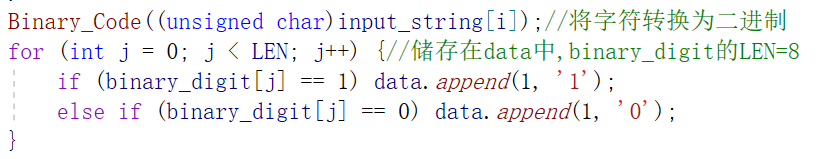 Binary_Code((unsigned char)input_string[i]);//将字符转换为二进制
for (int j = 0; j < LEN; j++) {//储存在data中,binary_digit的LEN=8
    if (binary_digit[j] == 1) data.append(1, '1');
    else if (binary_digit[j] == 0) data.append(1, '0');
}